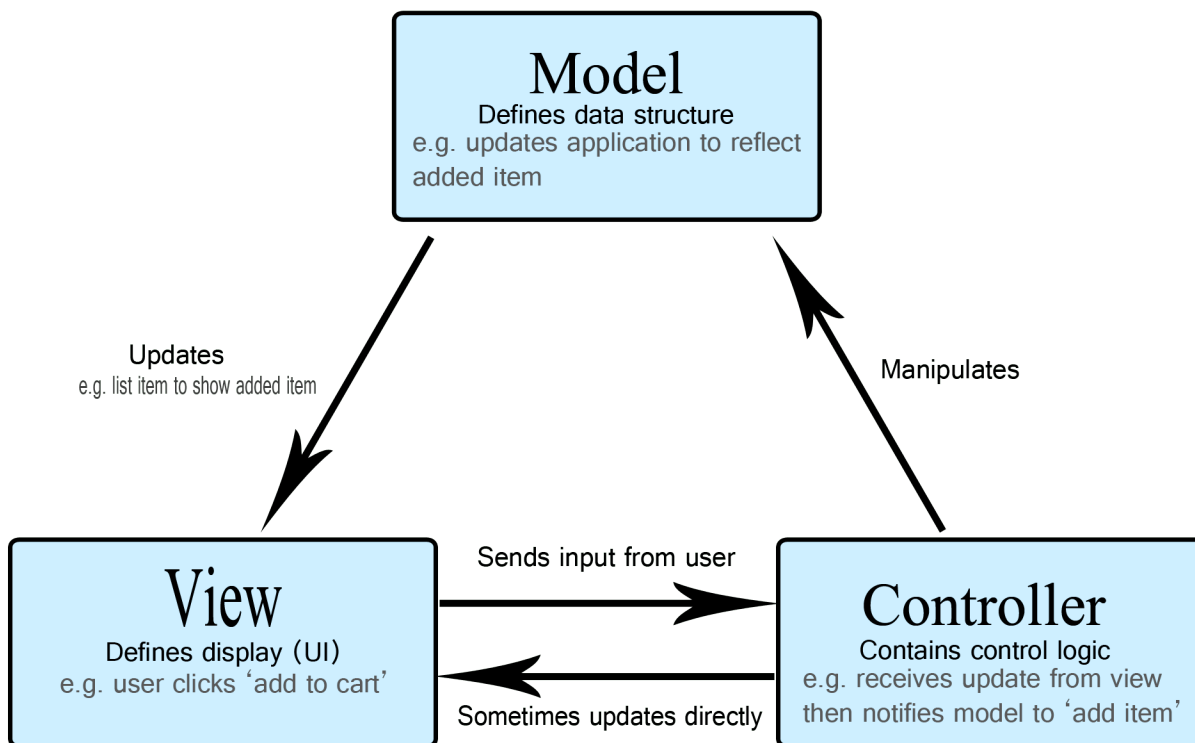 Model
Defines data structure
e.g. updates application to reflect
added item
Updates
e.g. list item to show added item
Manipulates
Sends input from user
View
Defines display (UI)
e.g. user clicks ‘add to cart’
Sometimes updates directly
Controller
Contains control logic
e.g. receives update from view
then notifies model to ‘add item’